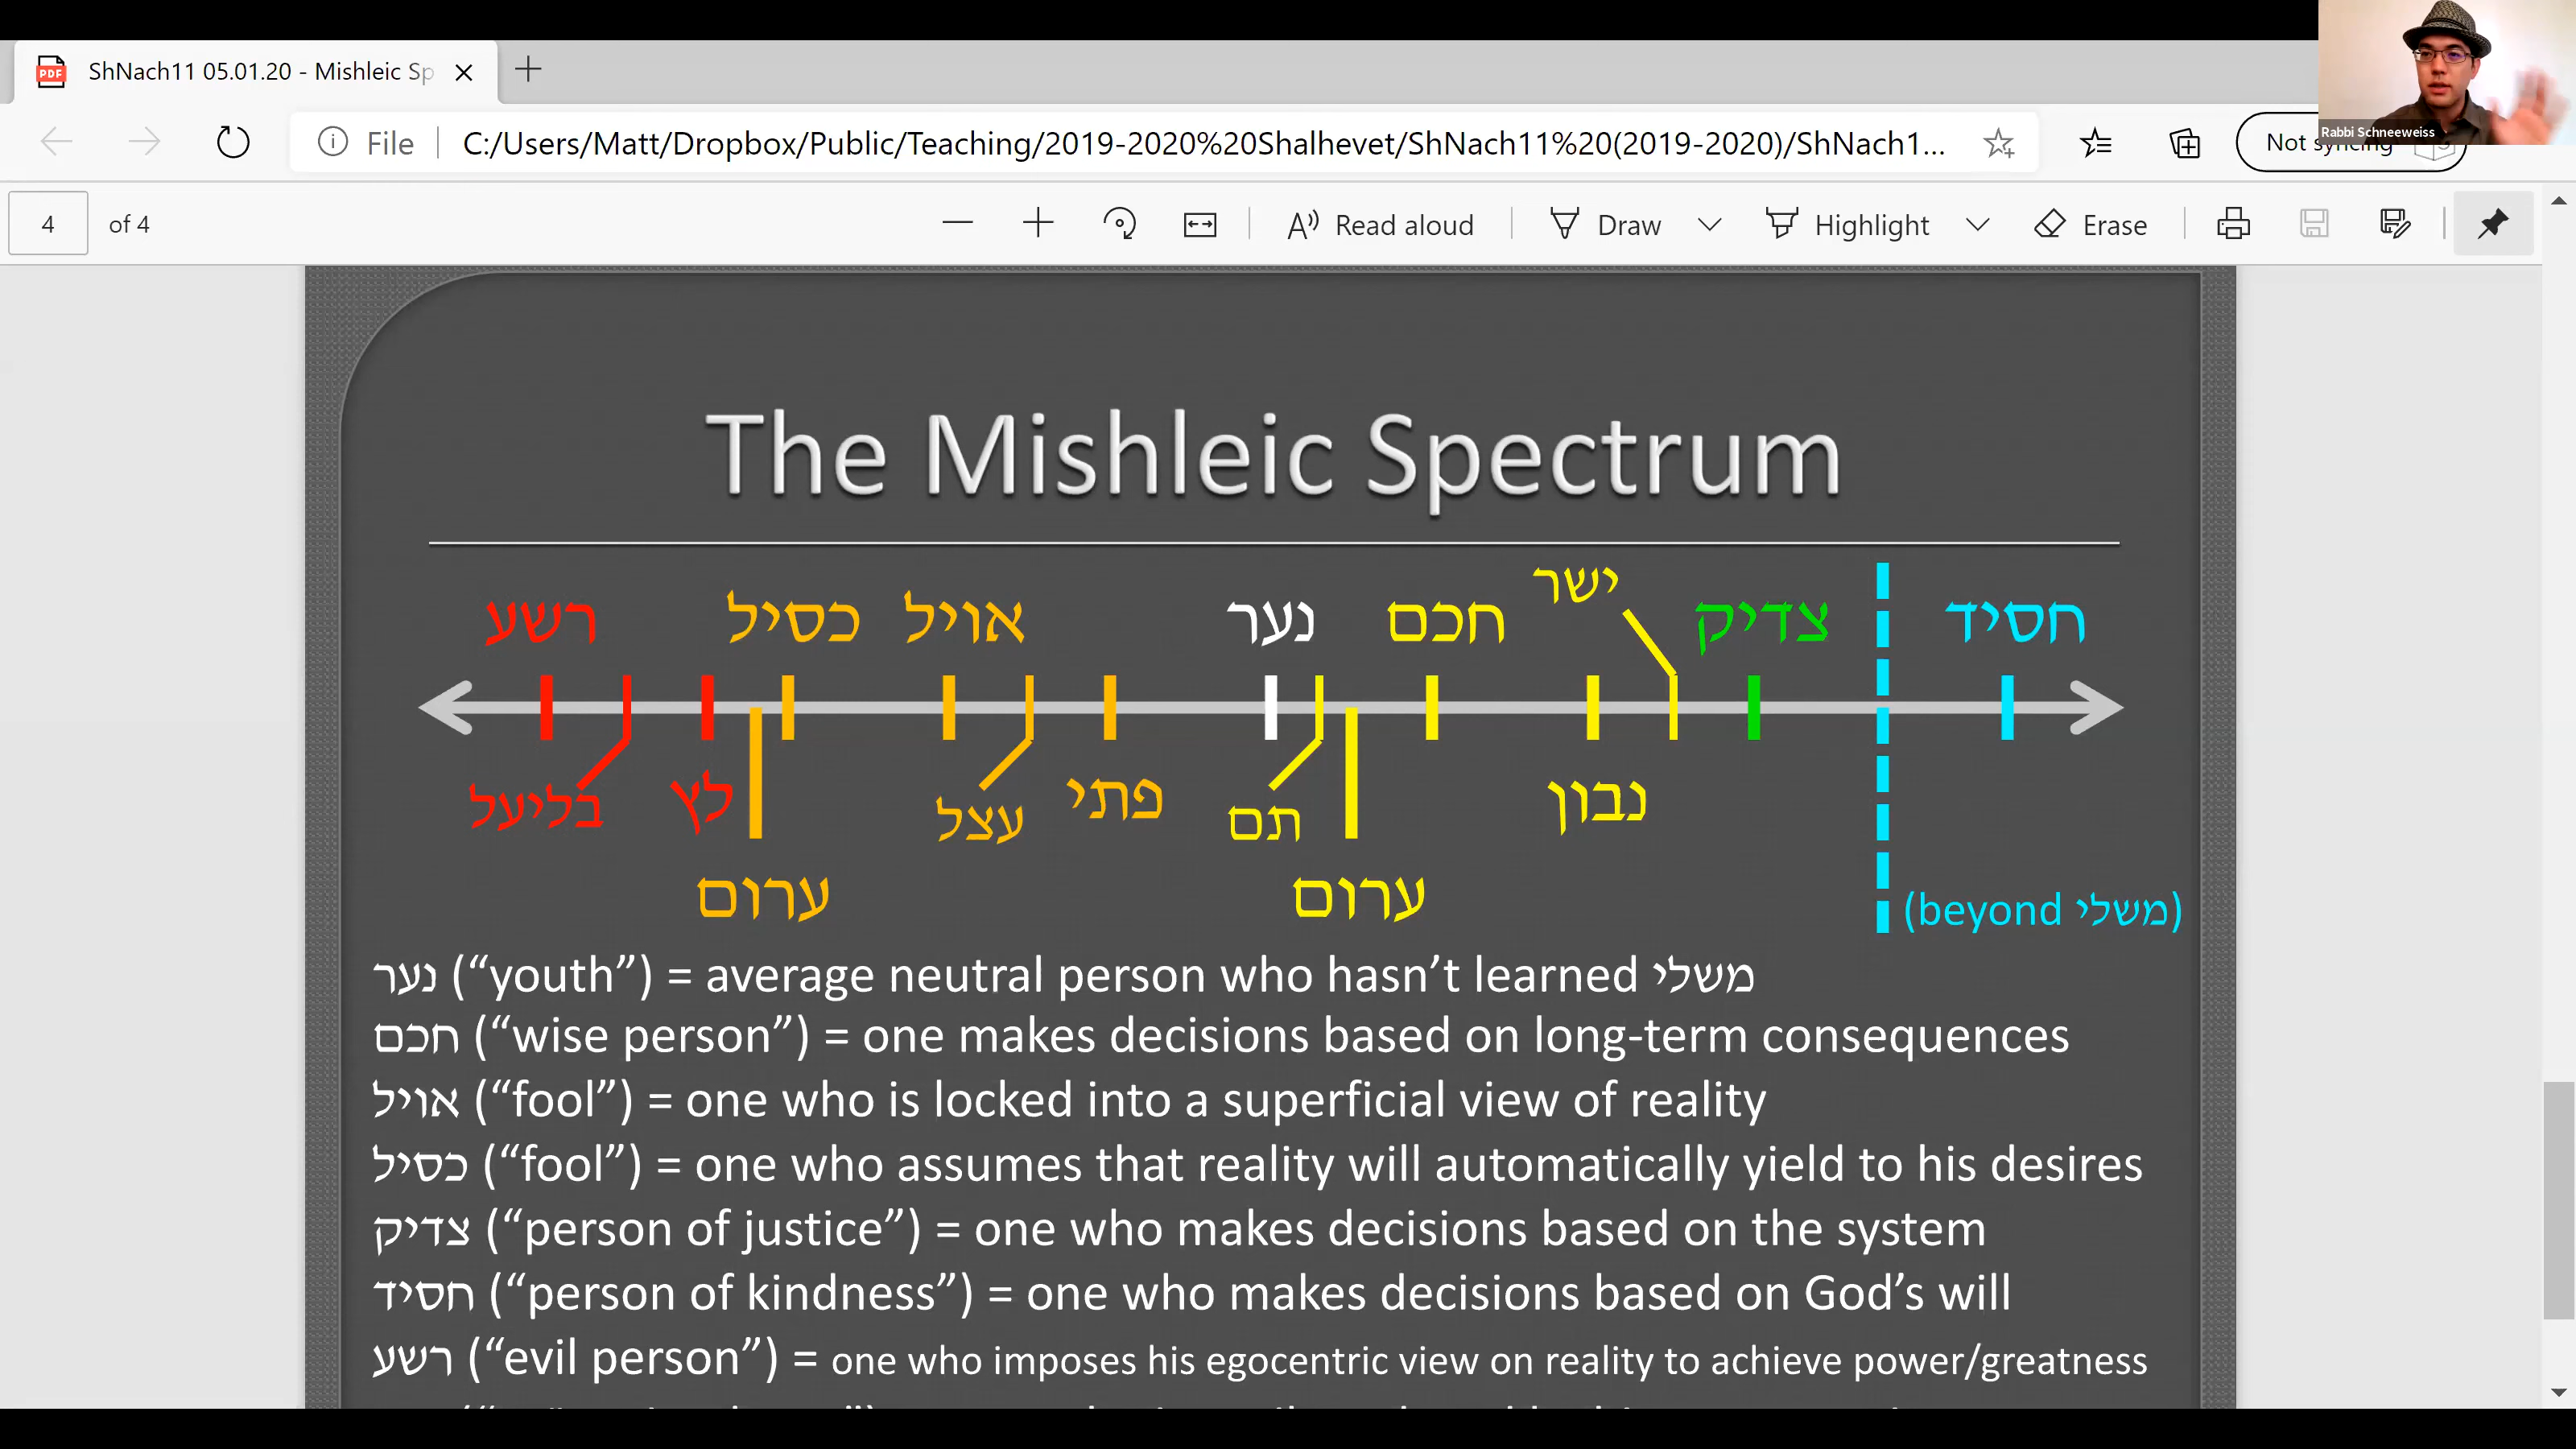 ShNach11 05.01.20 - Mishleic Sp
Rabbi Schneeweiss
File
C:/Users/Matt/Dropbox/Public/Teaching/2019-2020%20Shalhevet/ShNach11%20(2019-2020)/ShNach1...
Not syncing
4 of 4
Read aloud
Draw
Highlight
Erase
The Mishleic Spectrum
רשע
כסיל
אויל
נער
חכם
ישר
צדיק
חסיד
בליעל
לץ
עצל
פתי
תם
נבון
ערום
ערום
(beyond משלי)
נער (“youth”) = average neutral person who hasn’t learned משלי
חכם (“wise person”) = one makes decisions based on long-term consequences
אויל (“fool”) = one who is locked into a superficial view of reality
כסיל (“fool”) = one who assumes that reality will automatically yield to his desires
צדיק (“person of justice”) = one who makes decisions based on the system
חסיד (“person of kindness”) = one who makes decisions based on God’s will
רשע (“evil person”) = one who imposes his egocentric view on reality to achieve power/greatness